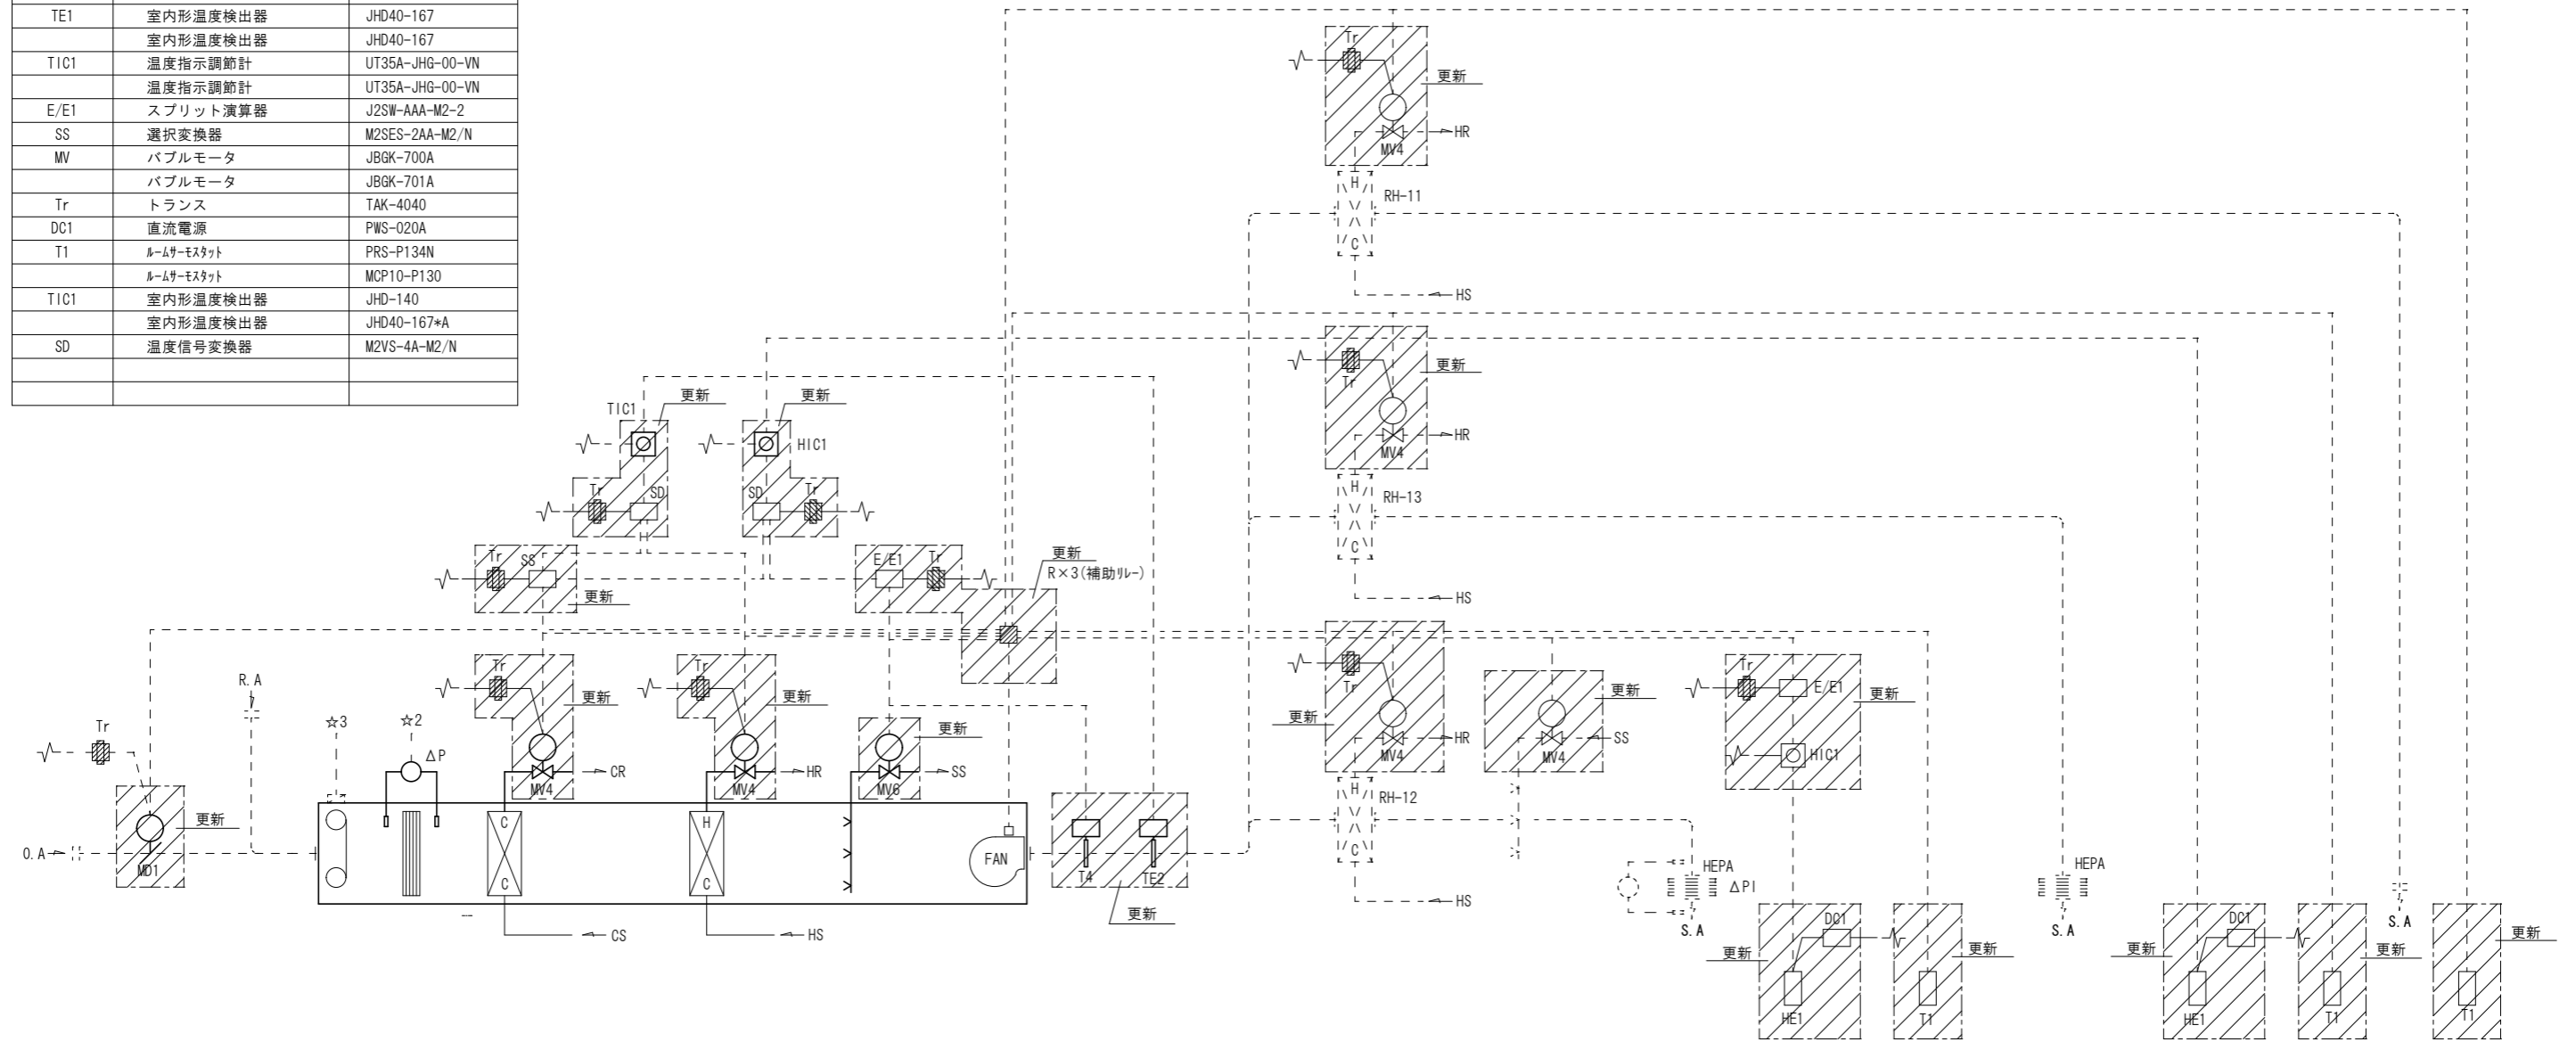 TE1 室内形温度検出器 JHD40-167
室内形温度検出器 JHD40-167
TIC1 温度指示調節計 UT35A-JHG-00-VN
温度指示調節計 UT35A-JHG-00-VN
E/E1 スプリット演算器 J2SW-AAA-M2-2
SS 選択変換器 M2SES-2AA-M2/N
MV バブルモータ JBGK-700A
バブルモータ JBGK-701A
Tr トランス TAK-4040
DC1 直流電源 PWS-020A
T1 ルームサーモスタット PRS-P134N
ルームサーモスタット MCP10-P130
TIC1 室内形温度検出器 JHD-140
室内形温度検出器 JHD40-167*A
SD 温度信号変換器 M2VS-4A-M2/N
Tr
更新
HR
MV4
H
RH-11
C
HS
更新
Tr
HR
MV4
H
RH-13
C
HS
TIC1
更新
更新
HIC1
Tr
SD
SD
Tr
Tr
SS
更新
E/E1
Tr
更新
R×3(補助リレー)
R.A
Tr
☆3
☆2
ΔP
Tr
更新
CR
MV4
Tr
更新
HR
MV4
更新
SS
MV6
更新
MD1
O.A
C
C
H
C
FAN
T4
TE2
更新
CS
HS
Tr
更新
HR
MV4
H
RH-12
C
HS
更新
SS
MV4
Tr
E/E1
更新
HIC1
HEPA
ΔPI
S.A
HEPA
S.A
S.A
DC1
更新
HE1
更新
T1
更新
DC1
HE1
更新
T1
更新
T1